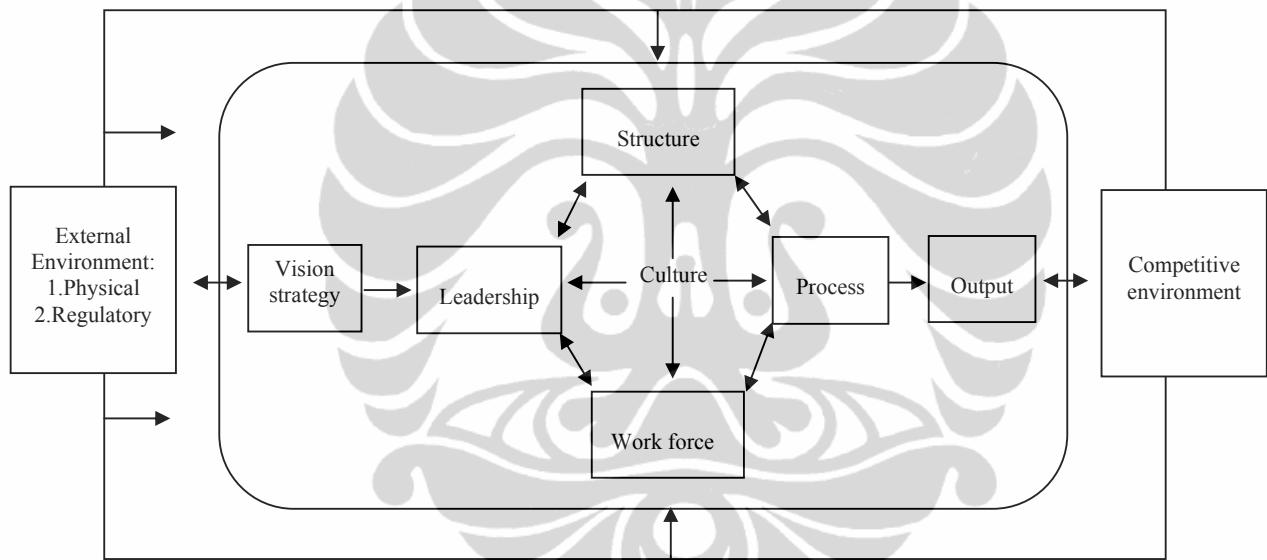 Structure
External
Environment:
1.Physical
2.Regulatory
Vision
strategy
Leadership
Culture
Process
Output
Competitive
environment
Work force